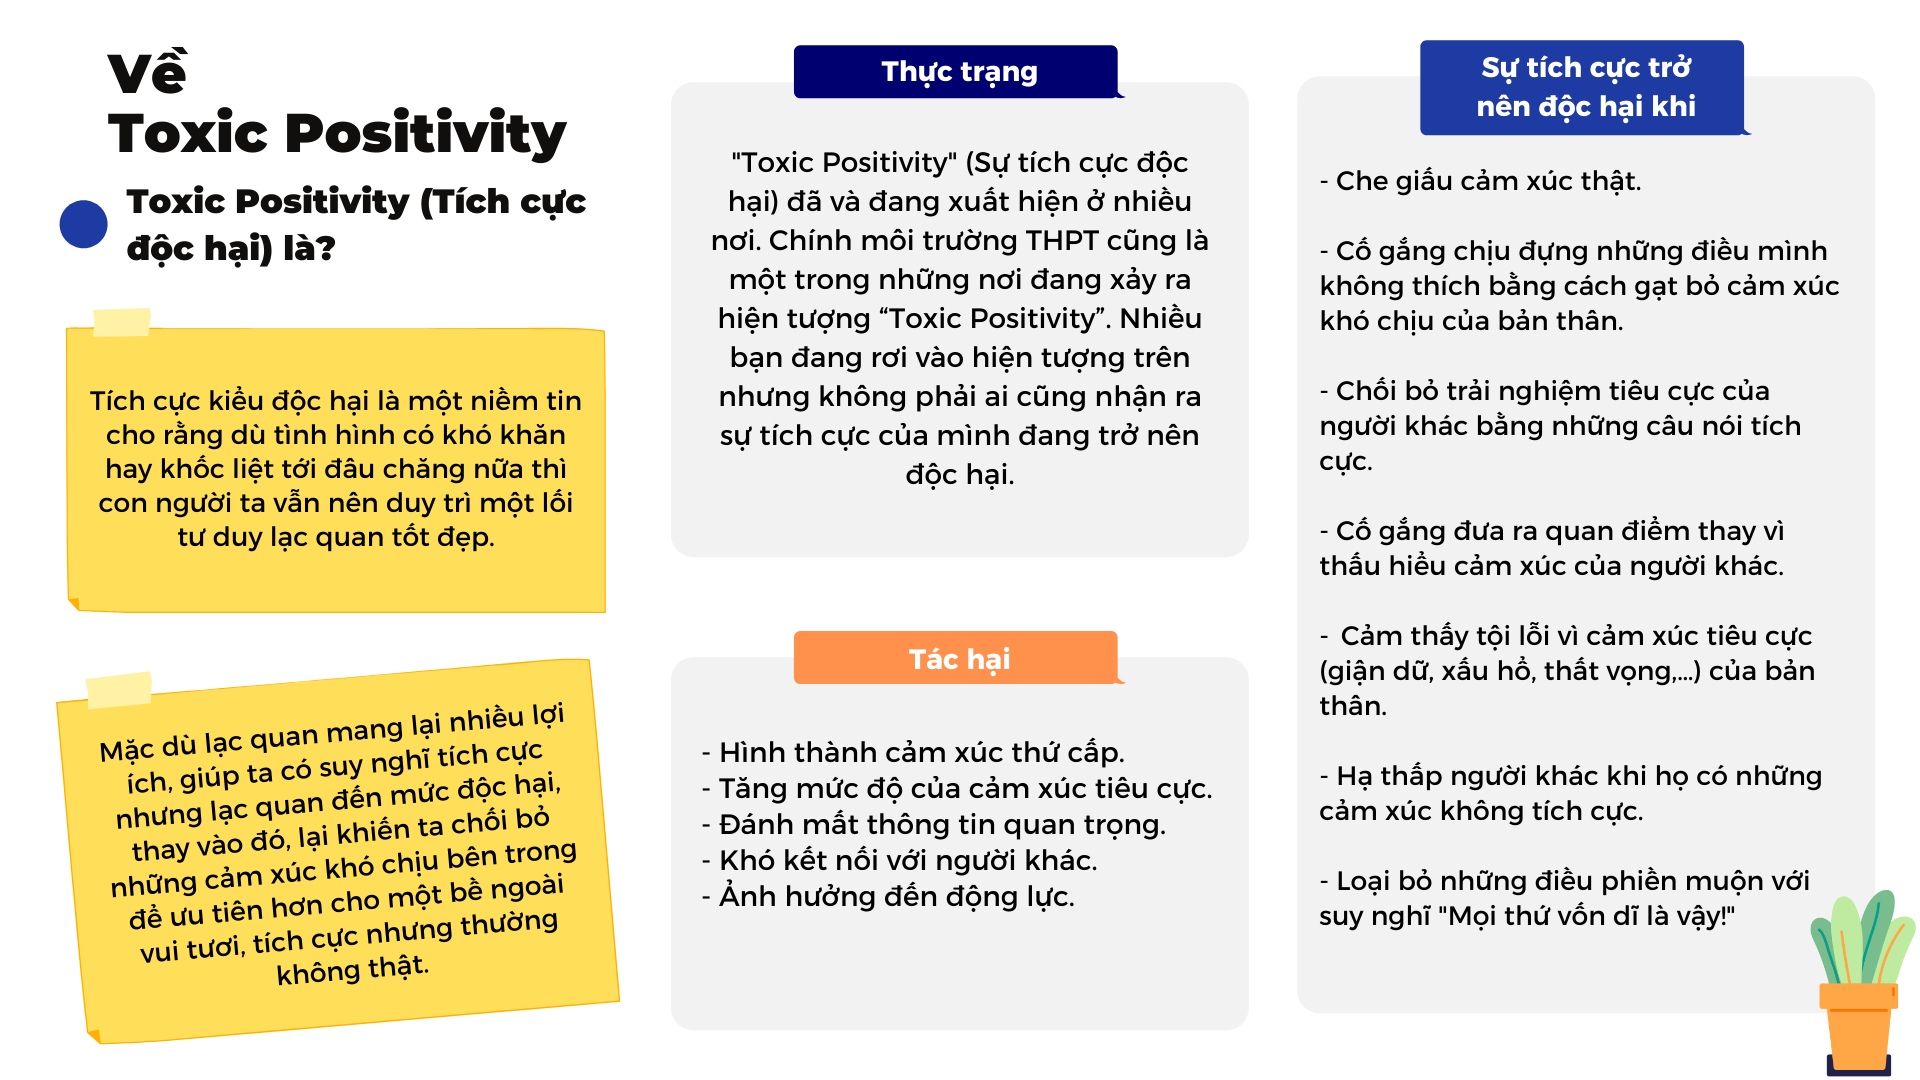 Về
Toxic Positivity
Toxic Positivity (Tích cực
độc hại) là?
Tích cực kiểu độc hại là một niềm tin
cho rằng dù tình hình có khó khăn
hay khốc liệt tới đâu chăng nữa thì
con người ta vẫn nên duy trì một lối
tư duy lạc quan tốt đẹp.
Mặc dù lạc quan mang lại nhiều lợi
ích, giúp ta có suy nghĩ tích cực
nhưng lạc quan đến mức độc hại,
thay vào đó, lại khiến ta chối bỏ
những cảm xúc khó chịu bên trong
để ưu tiên hơn cho một bề ngoài
vui tươi, tích cực nhưng thường
không thật.
Thực trạng
"Toxic Positivity" (Sự tích cực độc
hại) đã và đang xuất hiện ở nhiều
nơi. Chính môi trường THPT cũng là
một trong những nơi đang xảy ra
hiện tượng “Toxic Positivity”. Nhiều
bạn đang rơi vào hiện tượng trên
nhưng không phải ai cũng nhận ra
sự tích cực của mình đang trở nên
độc hại.
Tác hại
- Hình thành cảm xúc thứ cấp.
- Tăng mức độ của cảm xúc tiêu cực.
- Đánh mất thông tin quan trọng.
- Khó kết nối với người khác.
- Ảnh hưởng đến động lực.
Sự tích cực trở
nên độc hại khi
- Che giấu cảm xúc thật.
- Cố gắng chịu đựng những điều mình
không thích bằng cách gạt bỏ cảm xúc
khó chịu của bản thân.
- Chối bỏ trải nghiệm tiêu cực của
người khác bằng những câu nói tích
cực.
- Cố gắng đưa ra quan điểm thay vì
thấu hiểu cảm xúc của người khác.
- Cảm thấy tội lỗi vì cảm xúc tiêu cực
(giận dữ, xấu hổ, thất vọng,...) của bản
thân.
- Hạ thấp người khác khi họ có những
cảm xúc không tích cực.
- Loại bỏ những điều phiền muộn với
suy nghĩ "Mọi thứ vốn dĩ là vậy!"